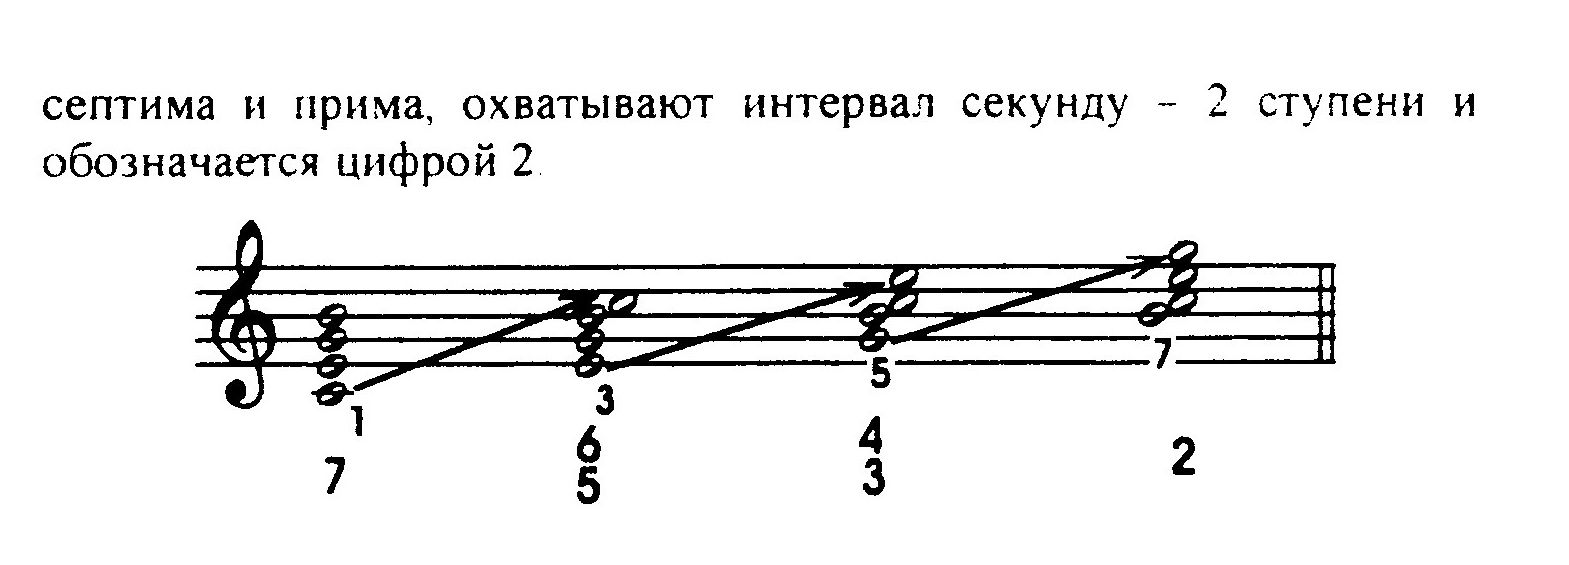 септима и прима, охватывают интервал секунду – 2 ступени и
обозначается цифрой 2.
1 3 5 7
7 6 4 2
5 3